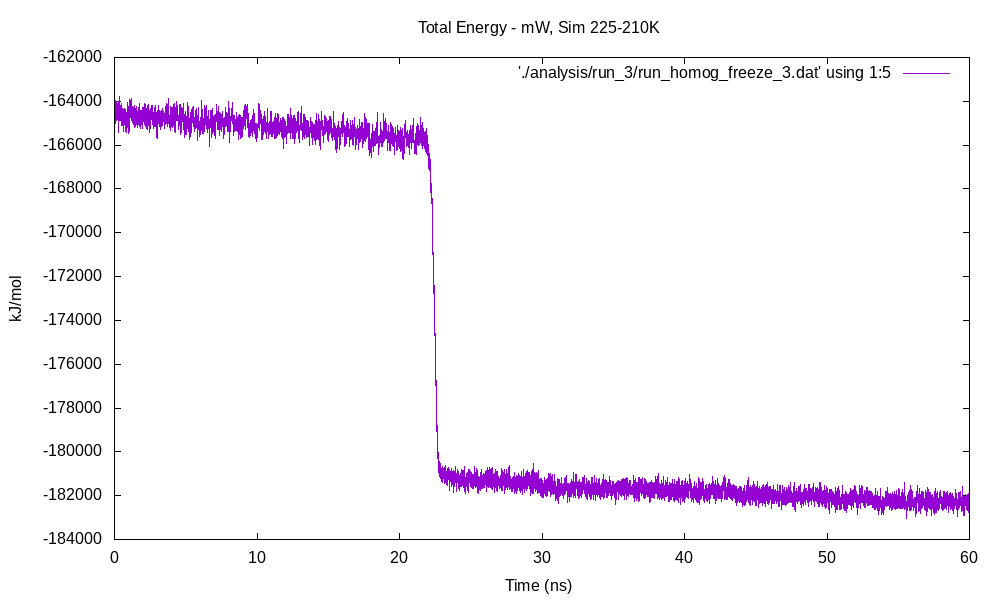 Total Energy - mW, Sim 225-210K
'./analysis/run_3/run_homog_freeze_3.dat' using 1:5
kJ/mol
-162000
-164000
-166000
-168000
-170000
-172000
-174000
-176000
-178000
-180000
-182000
-184000
0 10 20 30 40 50 60
Time (ns)